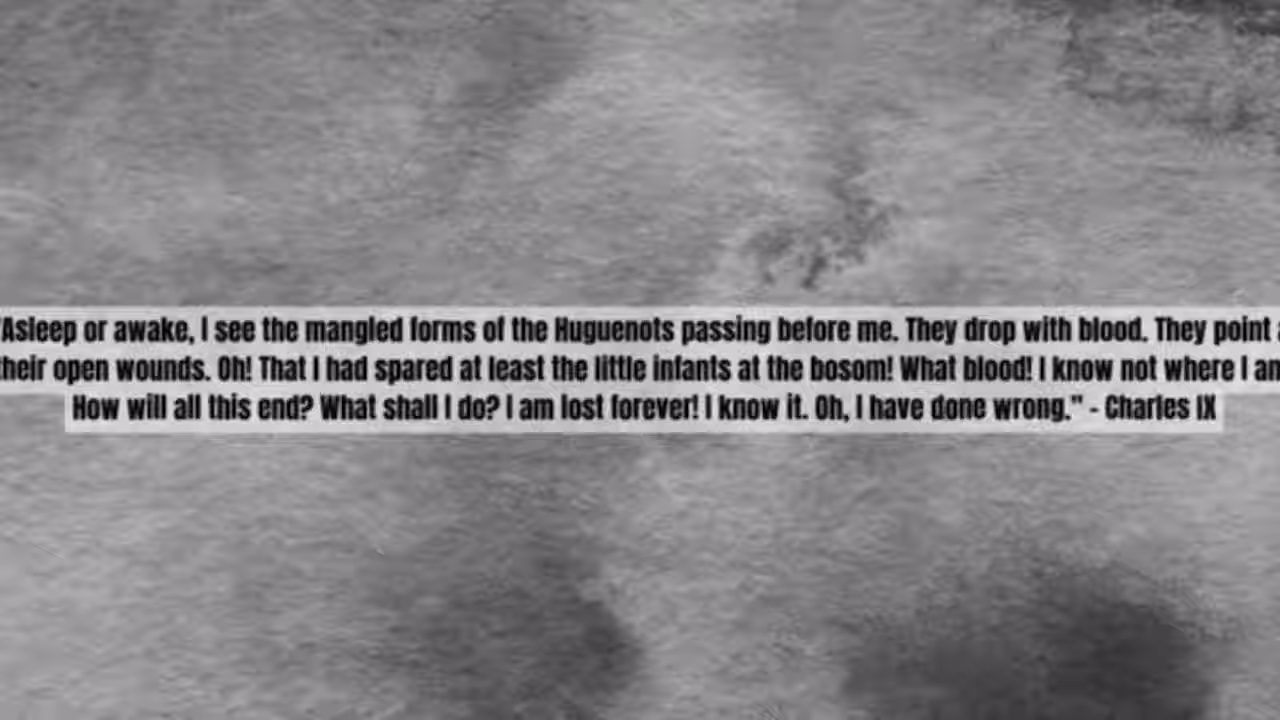 "Asleep or awake, I see the mangled forms of the Huguenots passing before me. They drop with blood. They point
their open wounds. Oh! That I had spared at least the little infants at the bosom! What blood! I know not where I am
How will all this end? What shall I do? I am lost forever! I know it. Oh, I have done wrong." - Charles IX